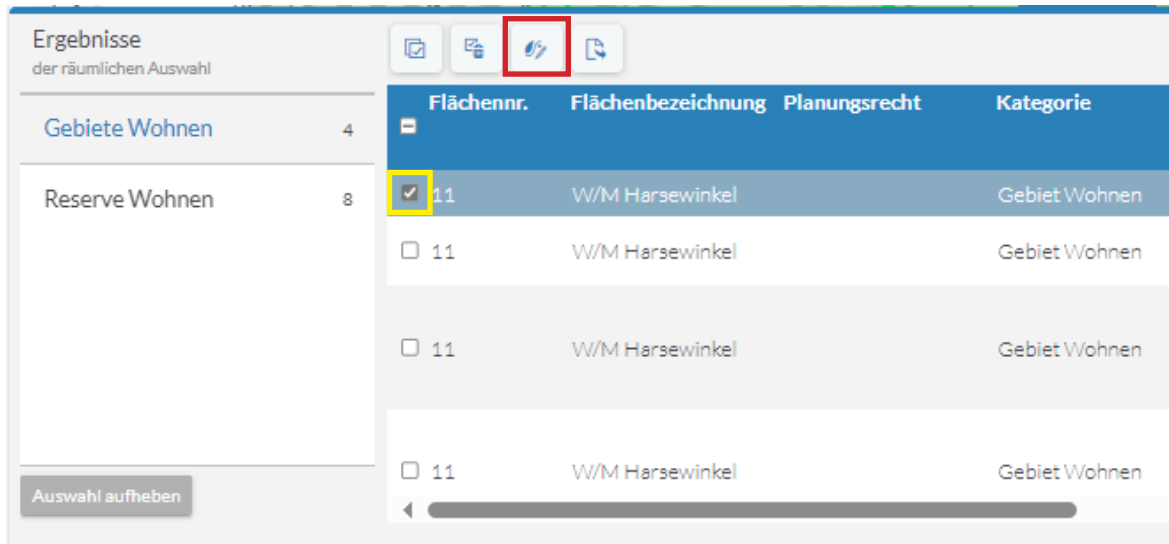 Ergebnisse
der räumlichen Auswahl
Gebiete Wohnen 4
Reserve Wohnen 8
Auswahl aufheben
Flächennr. Flächenbezeichnung Planungsrecht Kategorie
11 W/M Harsewinkel Gebiet Wohnen
11 W/M Harsewinkel Gebiet Wohnen
11 W/M Harsewinkel Gebiet Wohnen
11 W/M Harsewinkel Gebiet Wohnen